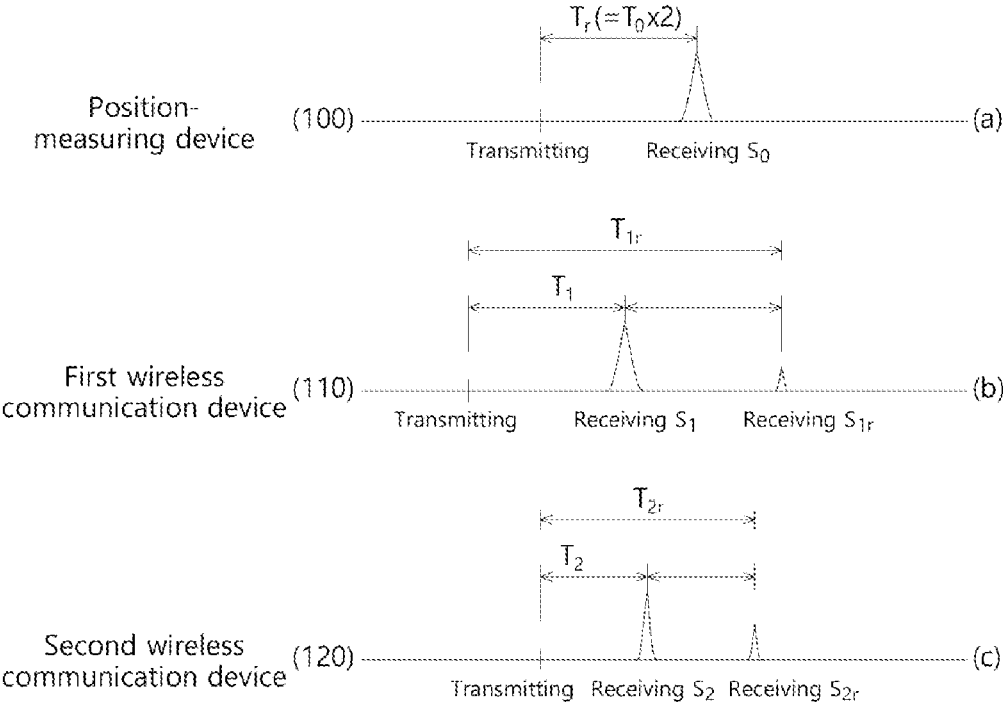 Tr(=T0x2)
Position-
measuring device
(100)
(a)
Transmitting
Receiving S0
T1r
T1
First wireless
communication device
(110)
(b)
Transmitting
Receiving S1
Receiving S1r
T2r
T2
Second wireless
communication device
(120)
(c)
Transmitting
Receiving S2
Receiving S2r